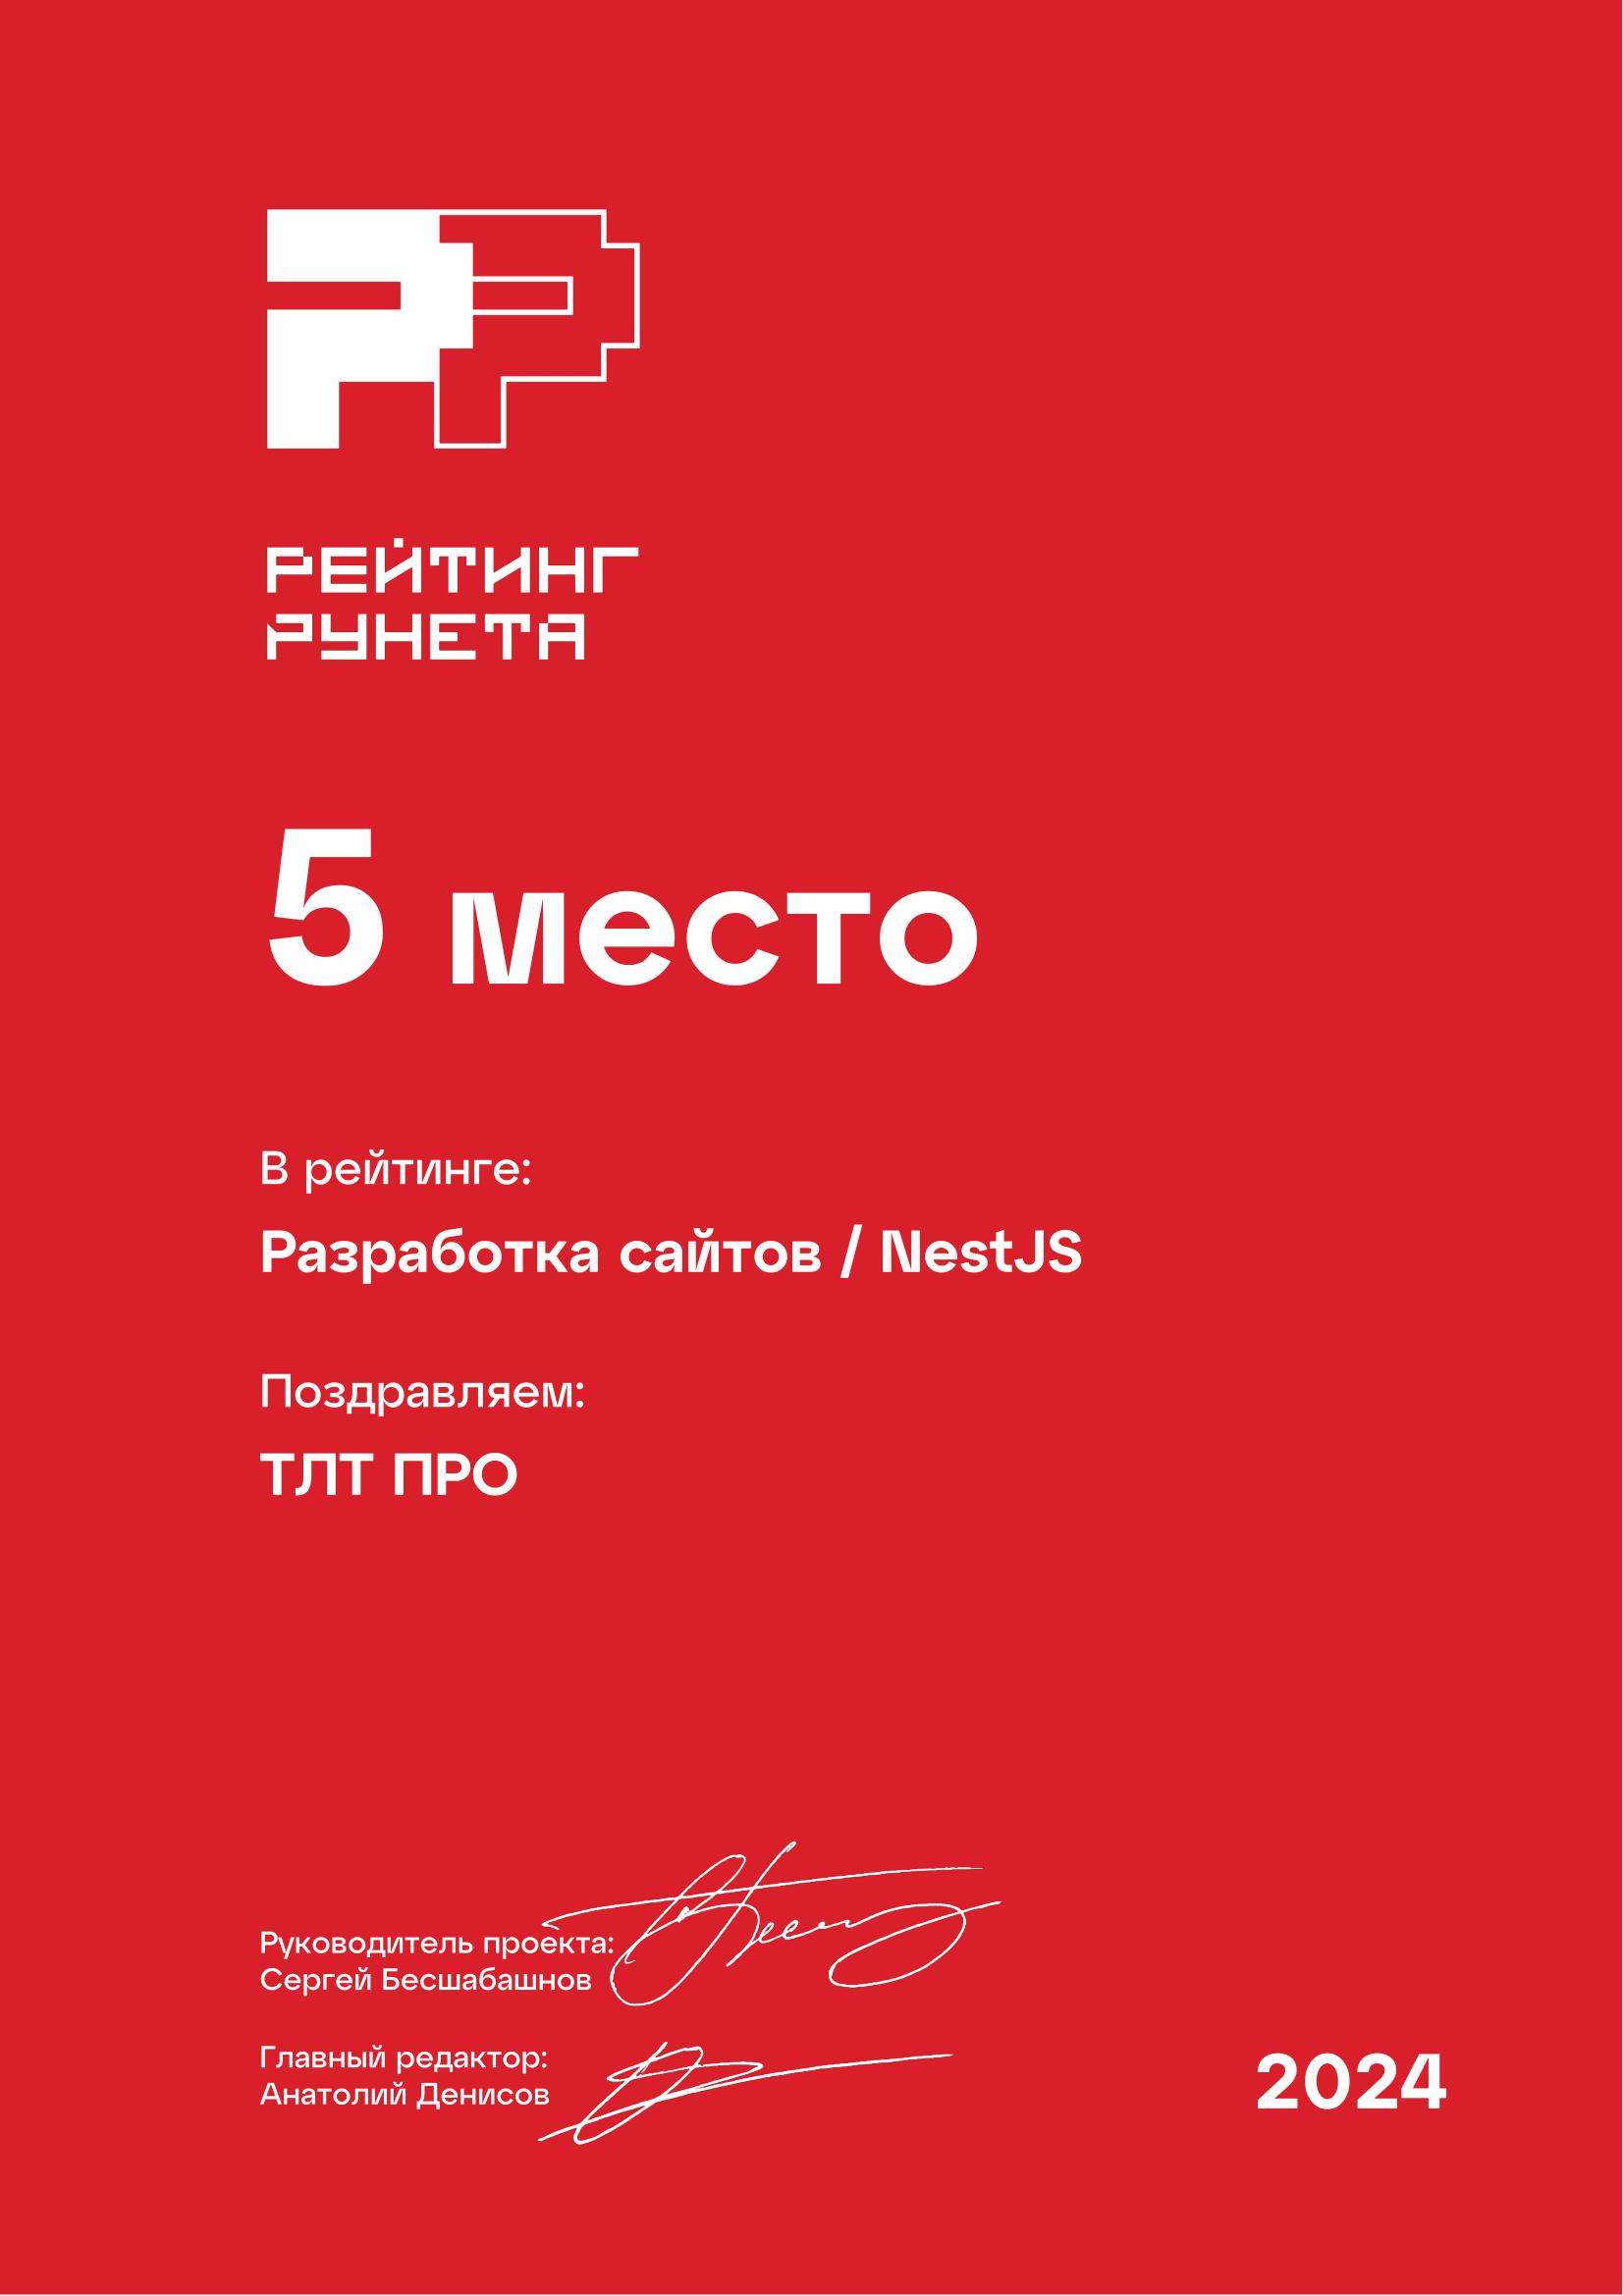 РЕЙТИНГ
РУНЕТА
5 место
В рейтинге:
Разработка сайтов / NestJS
Поздравляем:
ТЛТ ПРО
Руководитель проекта:
Сергей Бесшабашнов
Главный редактор:
Анатолий Денисов
2024